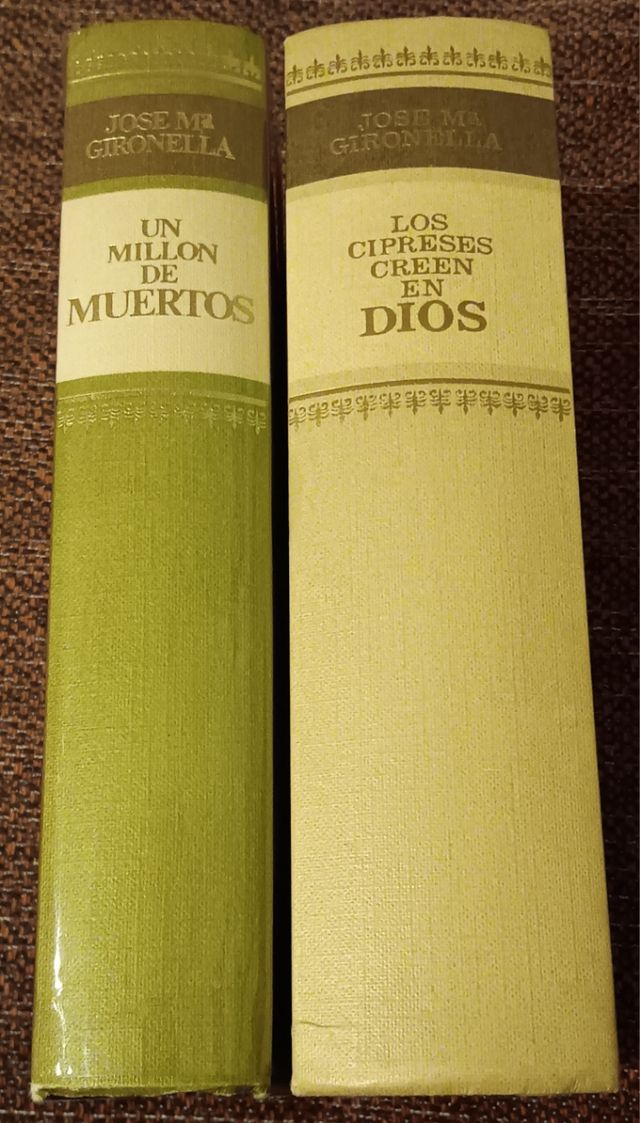 JOSE Mª
GIRONELLA
UN
MILLON
DE
MUERTOS
JOSE Mª
GIRONELLA
LOS
CIPRESES
CREEN
EN
DIOS